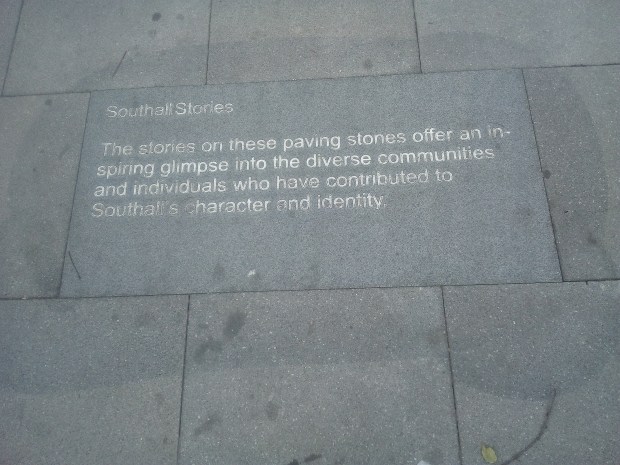 Southall Stories
The stories on these paving stones offer an in-
spiring glimpse into the diverse communities
and individuals who have contributed to
Southall's character and identity.